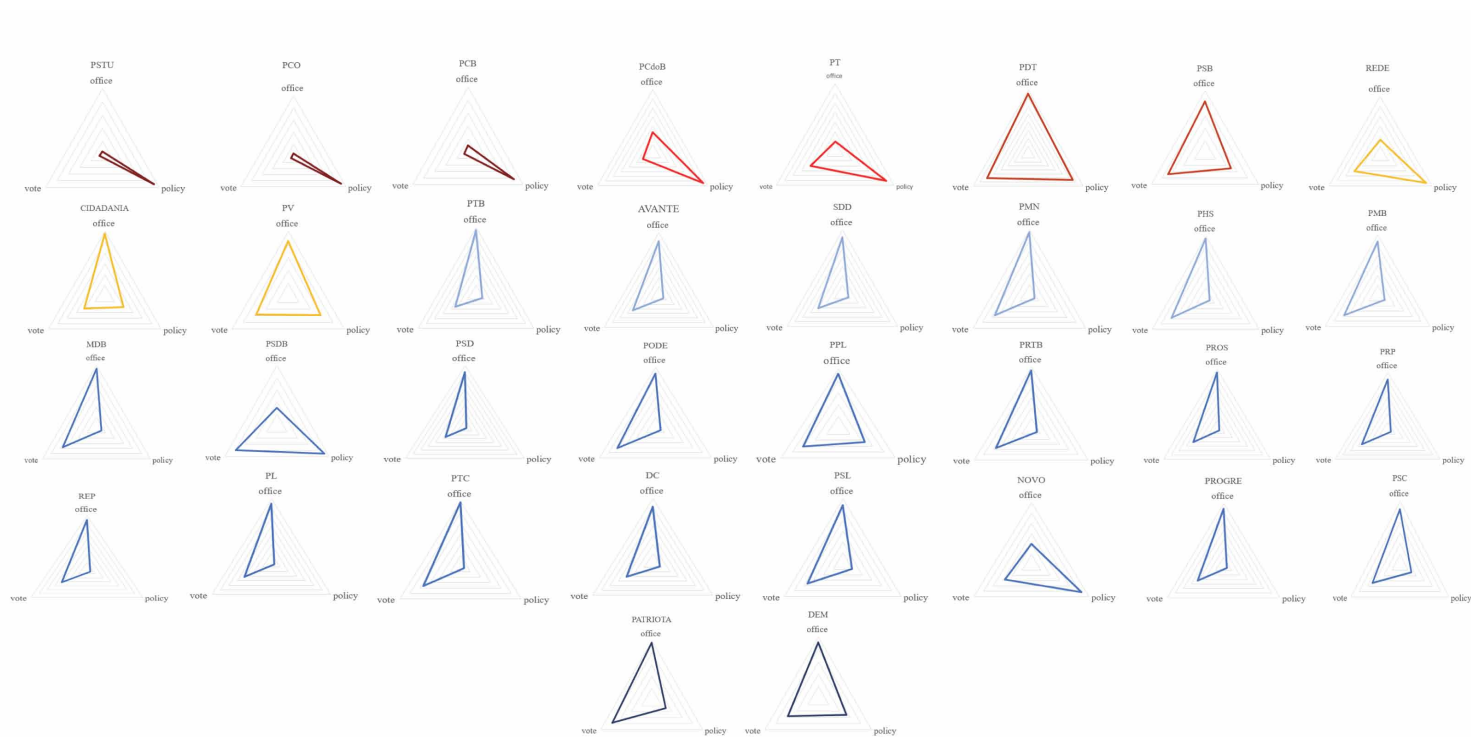 PSTU
office
vote
policy
PCO
office
vote
policy
PCB
office
vote
policy
PCdoB
office
vote
policy
PT
office
vote
policy
PDT
office
vote
policy
PSB
office
vote
policy
REDE
office
vote
policy
CIDADANIA
office
vote
policy
PV
office
vote
policy
PTB
office
vote
policy
AVANTE
office
vote
policy
SDD
office
vote
policy
PMN
office
vote
policy
PHS
office
vote
policy
PMB
office
vote
policy
MDB
office
vote
policy
PSDB
office
vote
policy
PSD
office
vote
policy
PODE
office
vote
policy
PPL
office
vote
policy
PRTB
office
vote
policy
PROS
office
vote
policy
PRP
office
vote
policy
REP
office
vote
policy
PL
office
vote
policy
PTC
office
vote
policy
DC
office
vote
policy
PSL
office
vote
policy
NOVO
office
vote
policy
PROGRE
office
vote
policy
PSC
office
vote
policy
PATRIOTA
office
vote
policy
DEM
office
vote
policy